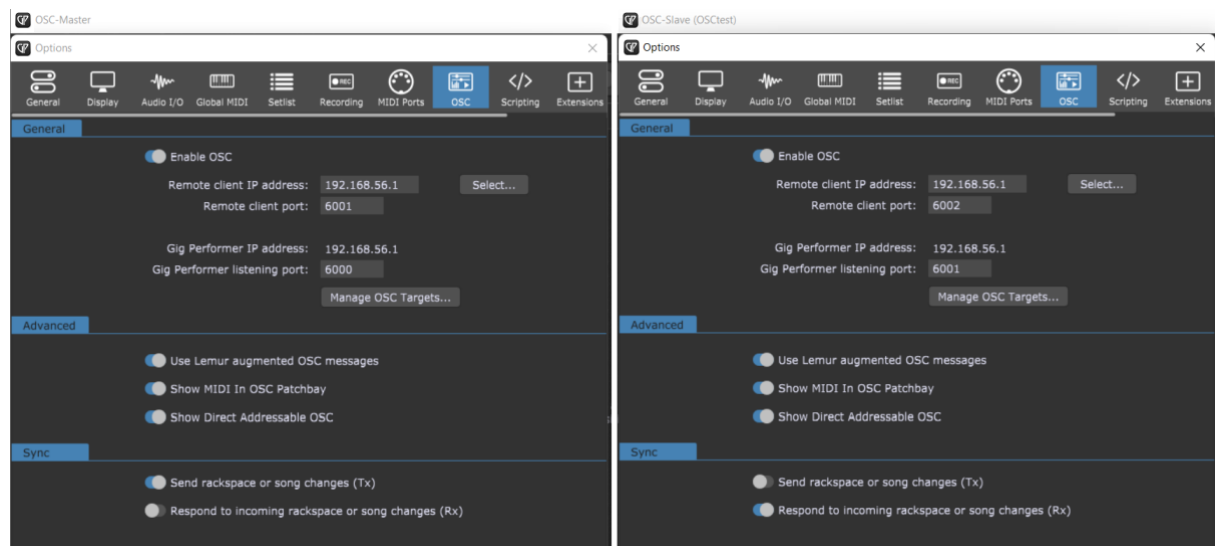 OSC-Master
Options
General Display Audio I/O Global MIDI Setlist REC Recording MIDI Ports OSC Scripting Extensions
General
Enable OSC
Remote client IP address: 192.168.56.1 Select...
Remote client port: 6001
Gig Performer IP address: 192.168.56.1
Gig Performer listening port: 6000
Manage OSC Targets...
Advanced
Use Lemur augmented OSC messages
Show MIDI In OSC Patchbay
Show Direct Addressable OSC
Sync
Send rackspace or song changes (Tx)
Respond to incoming rackspace or song changes (Rx)
OSC-Slave (OSCtest)
Options
General Display Audio I/O Global MIDI Setlist REC Recording MIDI Ports OSC Scripting Extensions
General
Enable OSC
Remote client IP address: 192.168.56.1 Select...
Remote client port: 6002
Gig Performer IP address: 192.168.56.1
Gig Performer listening port: 6001
Manage OSC Targets...
Advanced
Use Lemur augmented OSC messages
Show MIDI In OSC Patchbay
Show Direct Addressable OSC
Sync
Send rackspace or song changes (Tx)
Respond to incoming rackspace or song changes (Rx)